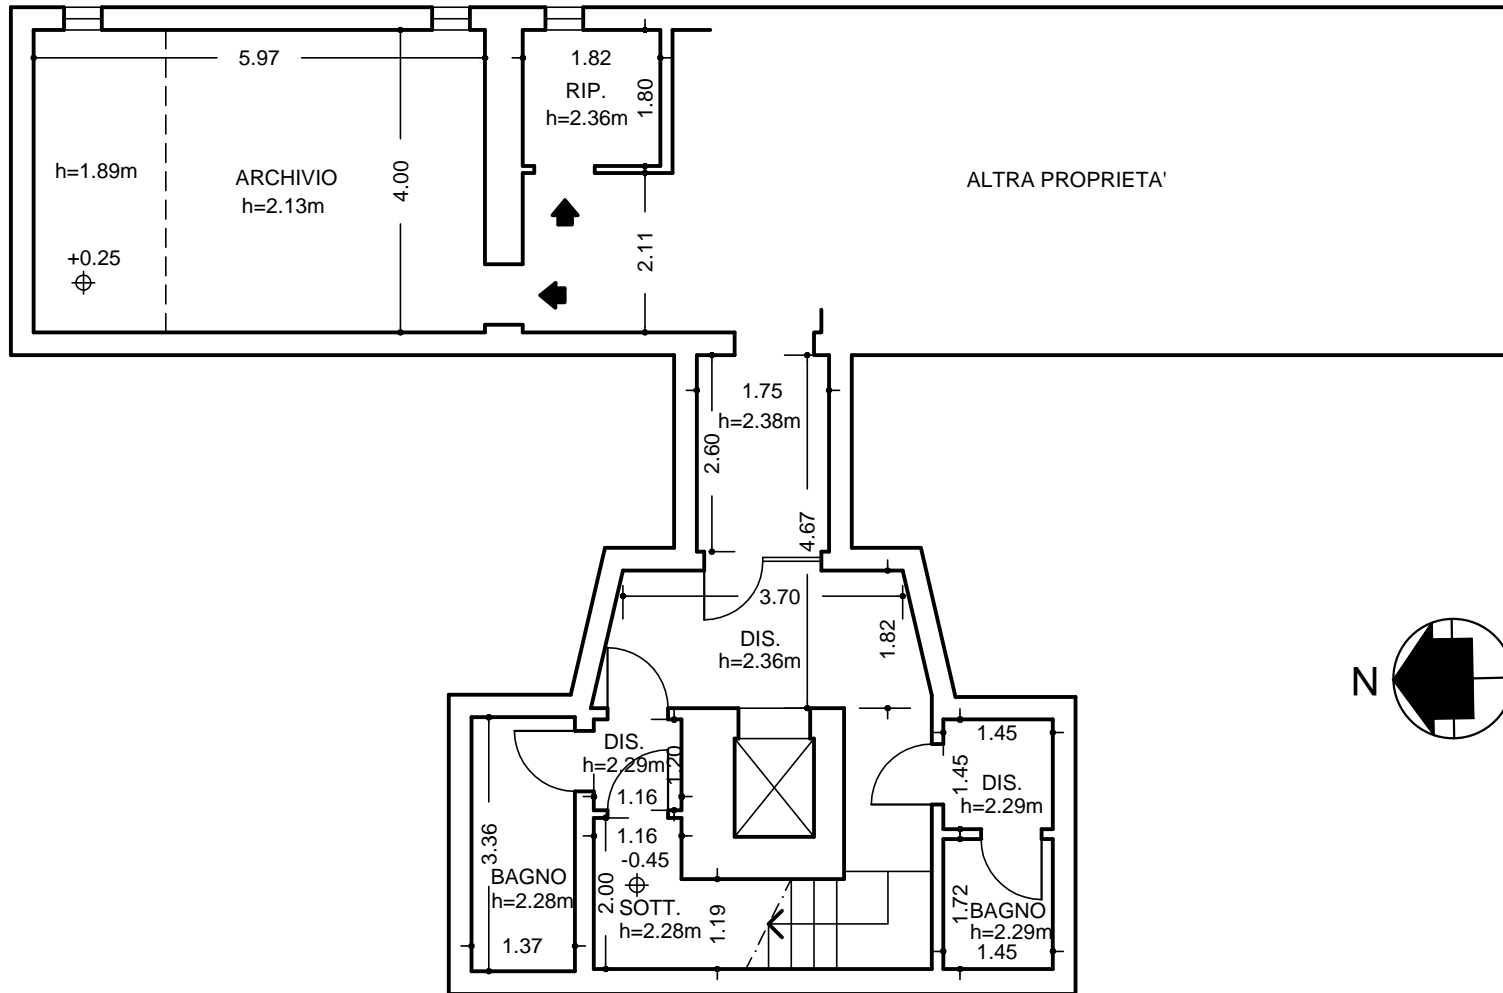 5.97
1.82
RIP.
h=2.36m
1.80
h=1.89m
ARCHIVIO
h=2.13m
4.00
ALTRA PROPRIETA'
+0.25
2.11
1.75
h=2.38m
2.60
4.67
3.70
DIS.
h=2.36m
1.82
N
DIS.
h=2.29m
1.20
1.16
1.45
1.45
DIS.
h=2.29m
1.16
-0.45
3.36
BAGNO
h=2.28m
2.00
SOTT.
h=2.28m
1.19
1.37
1.72
BAGNO
h=2.29m
1.45